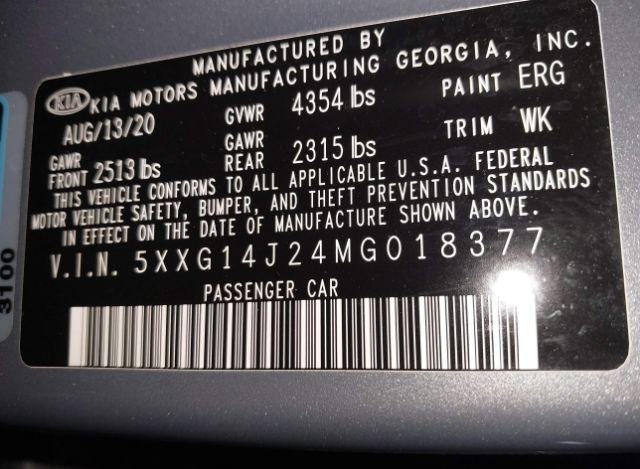 MANUFACTURED BY
KIA KIA MOTORS MANUFACTURING GEORGIA, INC.
AUG/13/20 GVWR 4354 lbs PAINT ERG
GAWR FRONT 2513 lbs GAWR REAR 2315 lbs TRIM WK
THIS VEHICLE CONFORMS TO ALL APPLICABLE U.S.A. FEDERAL
MOTOR VEHICLE SAFETY, BUMPER, AND THEFT PREVENTION STANDARDS
IN EFFECT ON THE DATE OF MANUFACTURE SHOWN ABOVE.
V.I.N. 5XXG14J24MG018377
PASSENGER CAR
3100